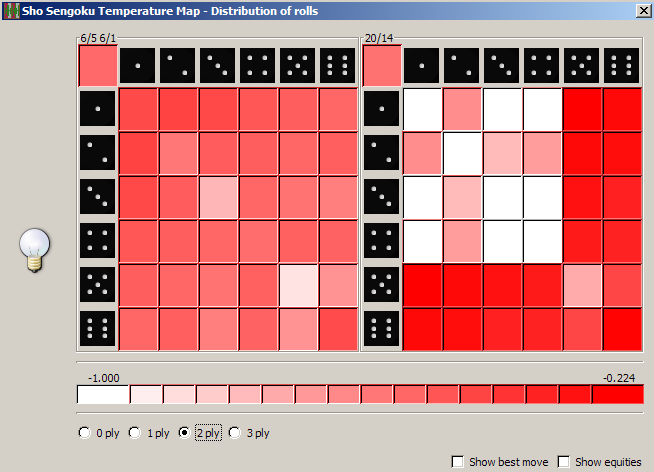 Sho Sengoku Temperature Map - Distribution of rolls
6/5 6/1
20/14
-1.000
-0.224
0 ply
1 ply
2 ply
3 ply
Show best move
Show equities